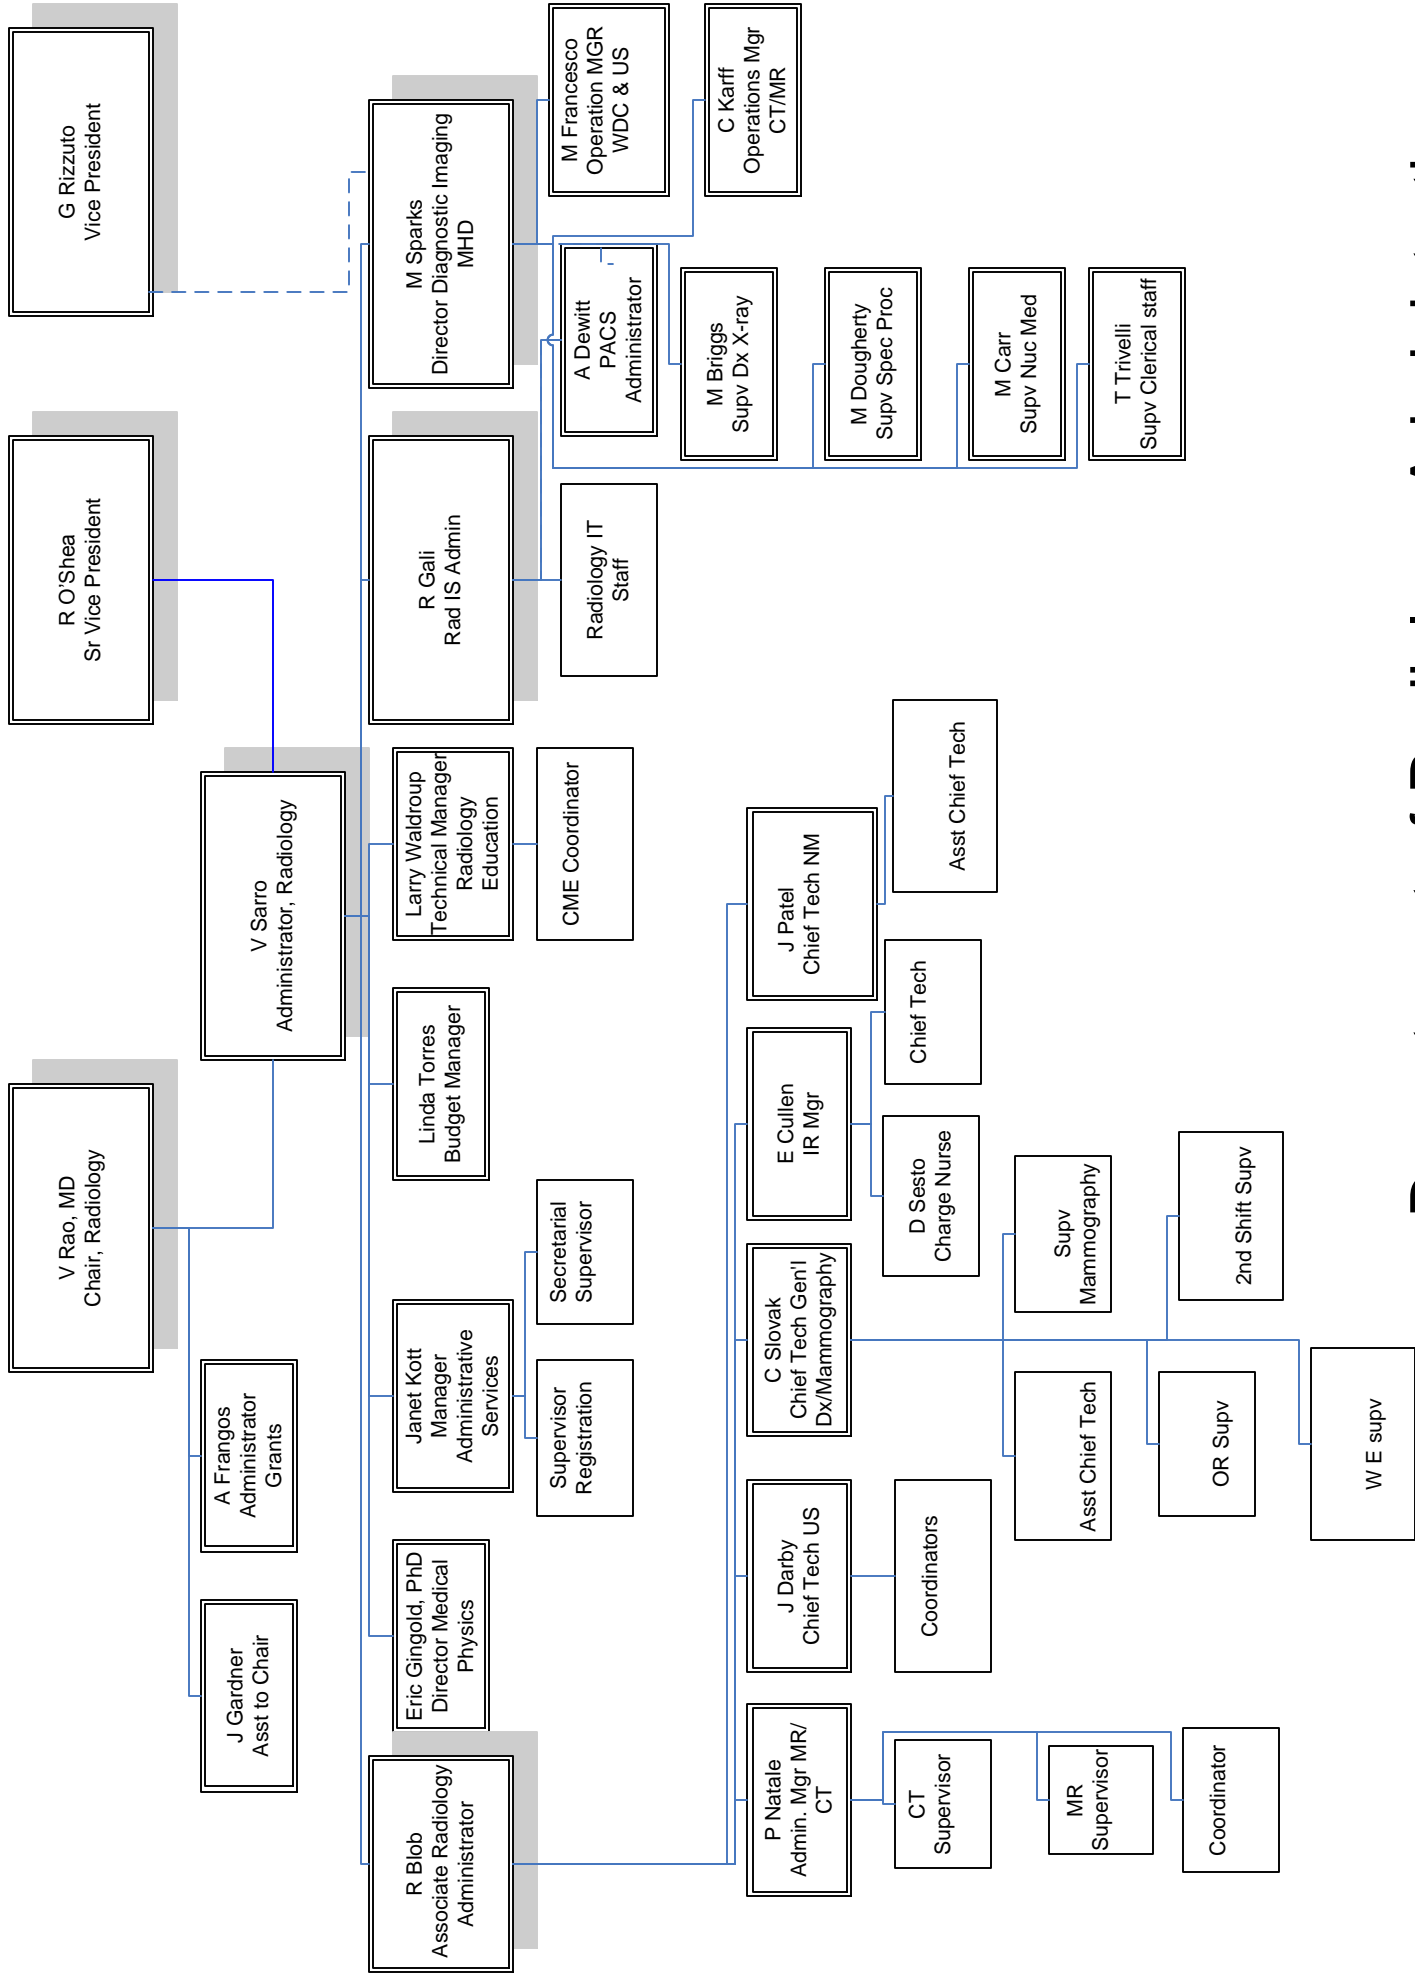 V Rao, MD
Chair, Radiology
R O'Shea
Sr Vice President
G Rizzuto
Vice President
J Gardner
Asst to Chair
A Frangos
Administrator
Grants
V Sarro
Administrator, Radiology
R Blob
Associate Radiology
Administrator
Eric Gingold, PhD
Director Medical
Physics
Janet Kott
Manager
Administrative
Services
Linda Torres
Budget Manager
Larry Waldroup
Technical Manager
Radiology
Education
R Gali
Rad IS Admin
M Sparks
Director Diagnostic Imaging
MHD
Supervisor
Registration
Secretarial
Supervisor
CME Coordinator
Radiology IT
Staff
A Dewitt
PACS
Administrator
M Francesco
Operation MGR
WDC & US
C Karff
Operations Mgr
CT/MR
M Briggs
Supv Dx X-ray
M Dougherty
Supv Spec Proc
M Carr
Supv Nuc Med
T Trivelli
Supv Clerical staff
P Natale
Admin. Mgr MR/
CT
J Darby
Chief Tech US
C Slovak
Chief Tech Gen'l
Dx/Mammography
E Cullen
IR Mgr
J Patel
Chief Tech NM
CT
Supervisor
MR
Supervisor
Coordinator
Coordinators
Asst Chief Tech
Supv
Mammography
OR Supv
2nd Shift Supv
W E supv
D Sesto
Charge Nurse
Chief Tech
Asst Chief Tech